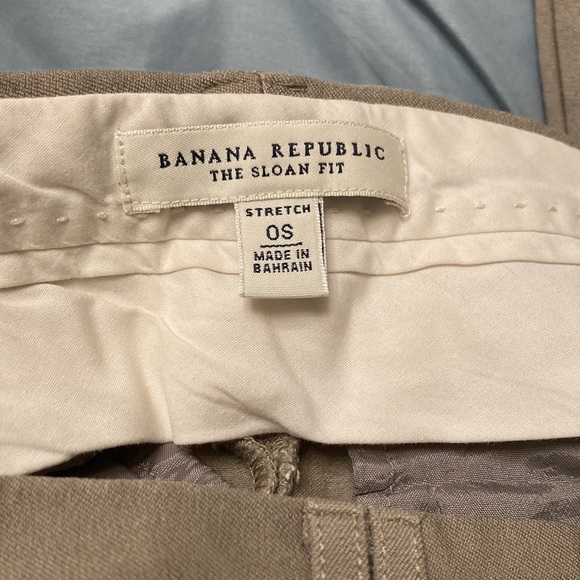 BANANA REPUBLIC
THE SLOAN FIT
STRETCH
0S
MADE IN
BAHRAIN